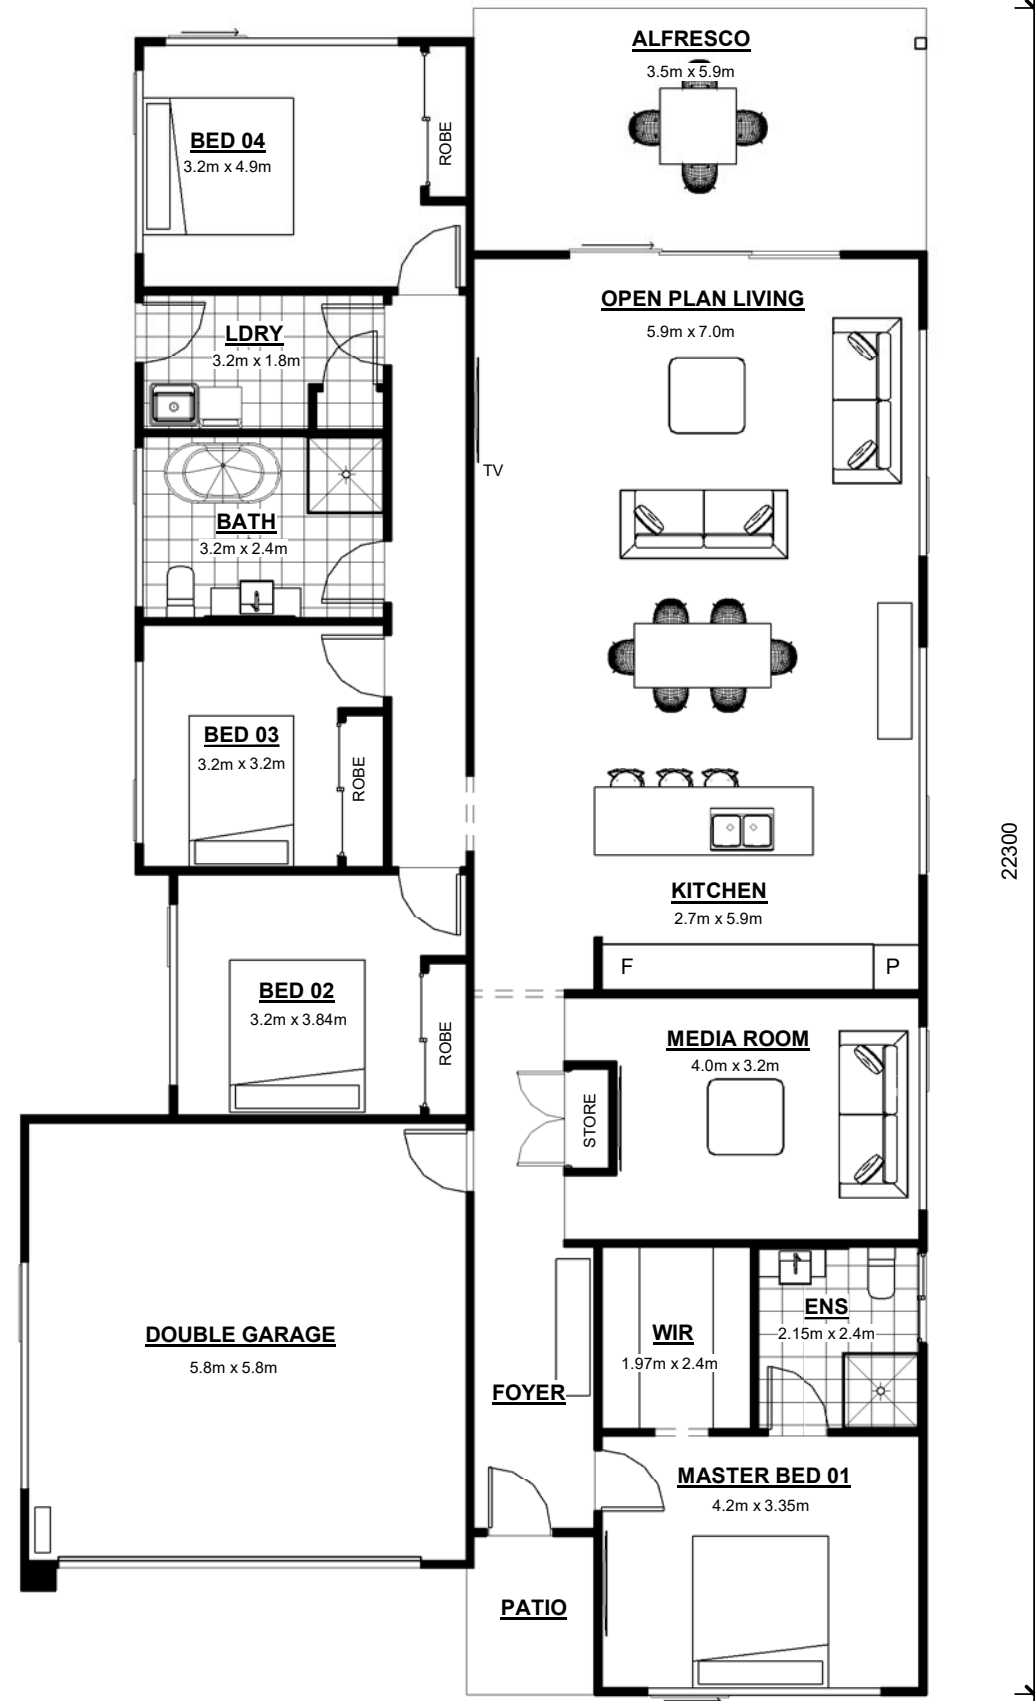 ALFRESCO
3.5m x 5.9m
BED 04
3.2m x 4.9m
ROBE
OPEN PLAN LIVING
5.9m x 7.0m
LDRY
3.2m x 1.8m
TV
BATH
3.2m x 2.4m
BED 03
3.2m x 3.2m
ROBE
22300
KITCHEN
2.7m x 5.9m
F
P
BED 02
3.2m x 3.84m
ROBE
MEDIA ROOM
4.0m x 3.2m
STORE
DOUBLE GARAGE
5.8m x 5.8m
ENS
2.15m x 2.4m
WIR
1.97m x 2.4m
FOYER
MASTER BED 01
4.2m x 3.35m
PATIO